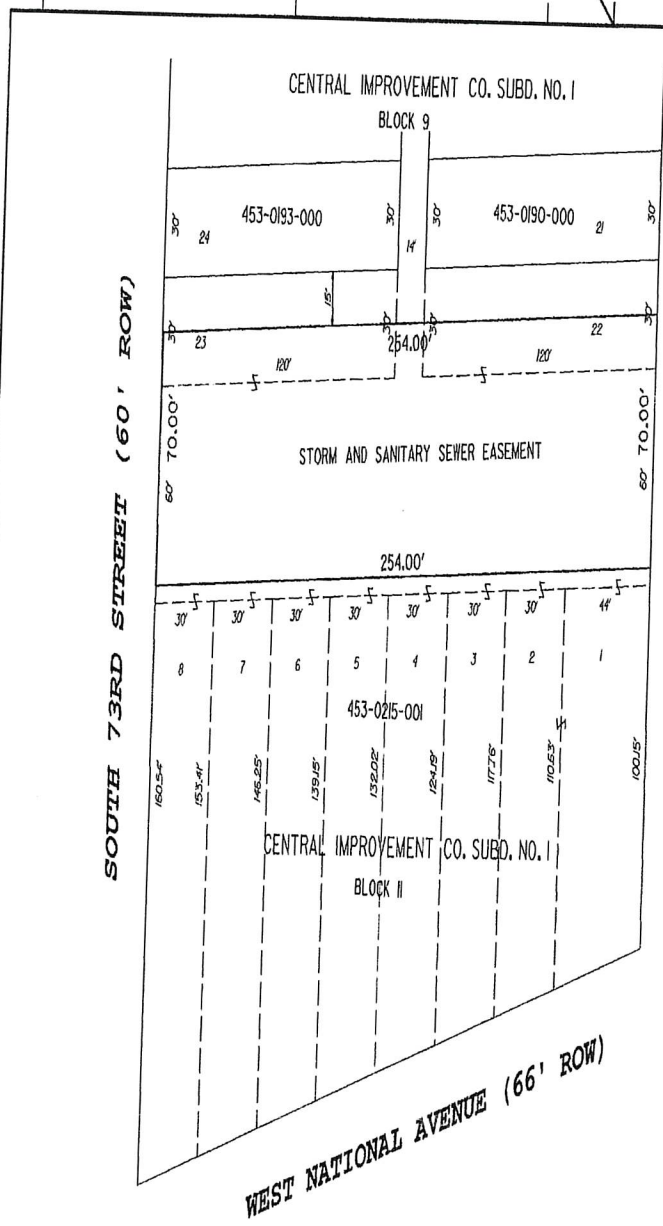 CENTRAL IMPROVEMENT CO. SUBD. NO. 1
BLOCK 9
30'
453-0193-000
24
30'
14'
30'
453-0190-000
21
30'
15'
30'
23
30'
254.00'
30'
22
30'
120'
120'
60' 70.00'
STORM AND SANITARY SEWER EASEMENT
60' 70.00'
254.00'
30' 30' 30' 30' 30' 30' 30' 44'
8 7 6 5 4 3 2 1
453-0215-001
160.54' 153.41' 146.25' 139.15' 132.02' 124.19' 117.76' 110.63' 100.15'
CENTRAL IMPROVEMENT CO. SUBD. NO. 1
BLOCK 11
SOUTH 73RD STREET (60' ROW)
WEST NATIONAL AVENUE (66' ROW)